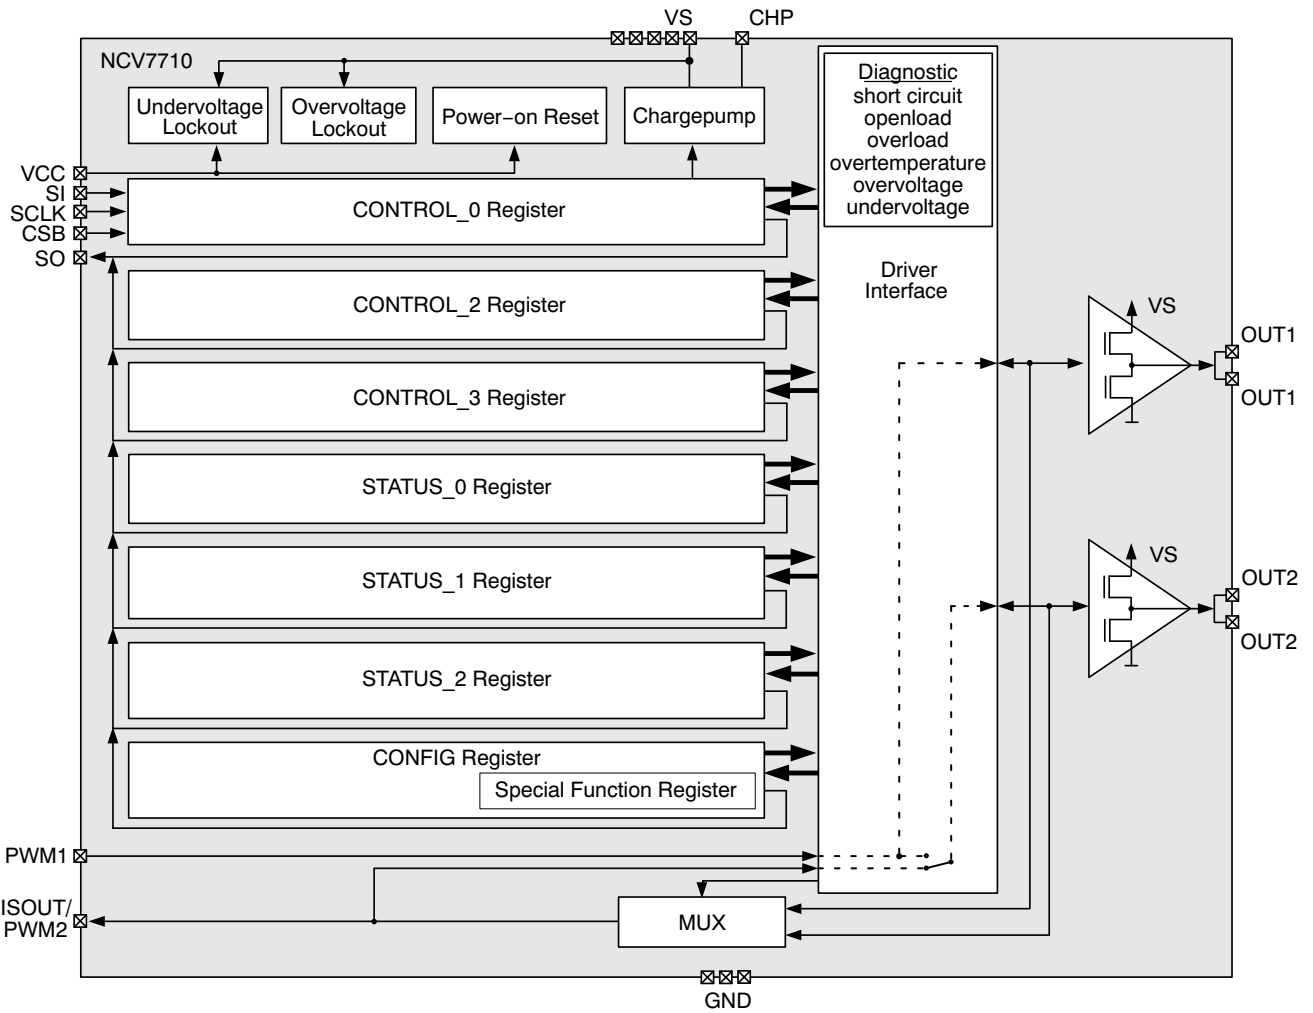 VS
CHP
NCV7710
Undervoltage
Lockout
Overvoltage
Lockout
Power−on Reset
Chargepump
Diagnostic
short circuit
openload
overload
overtemperature
overvoltage
undervoltage
VCC
SI
SCLK
CSB
SO
CONTROL_0 Register
CONTROL_2 Register
CONTROL_3 Register
STATUS_0 Register
STATUS_1 Register
STATUS_2 Register
CONFIG Register
Special Function Register
Driver
Interface
VS
OUT1
OUT1
VS
OUT2
OUT2
PWM1
ISOUT/
PWM2
MUX
GND